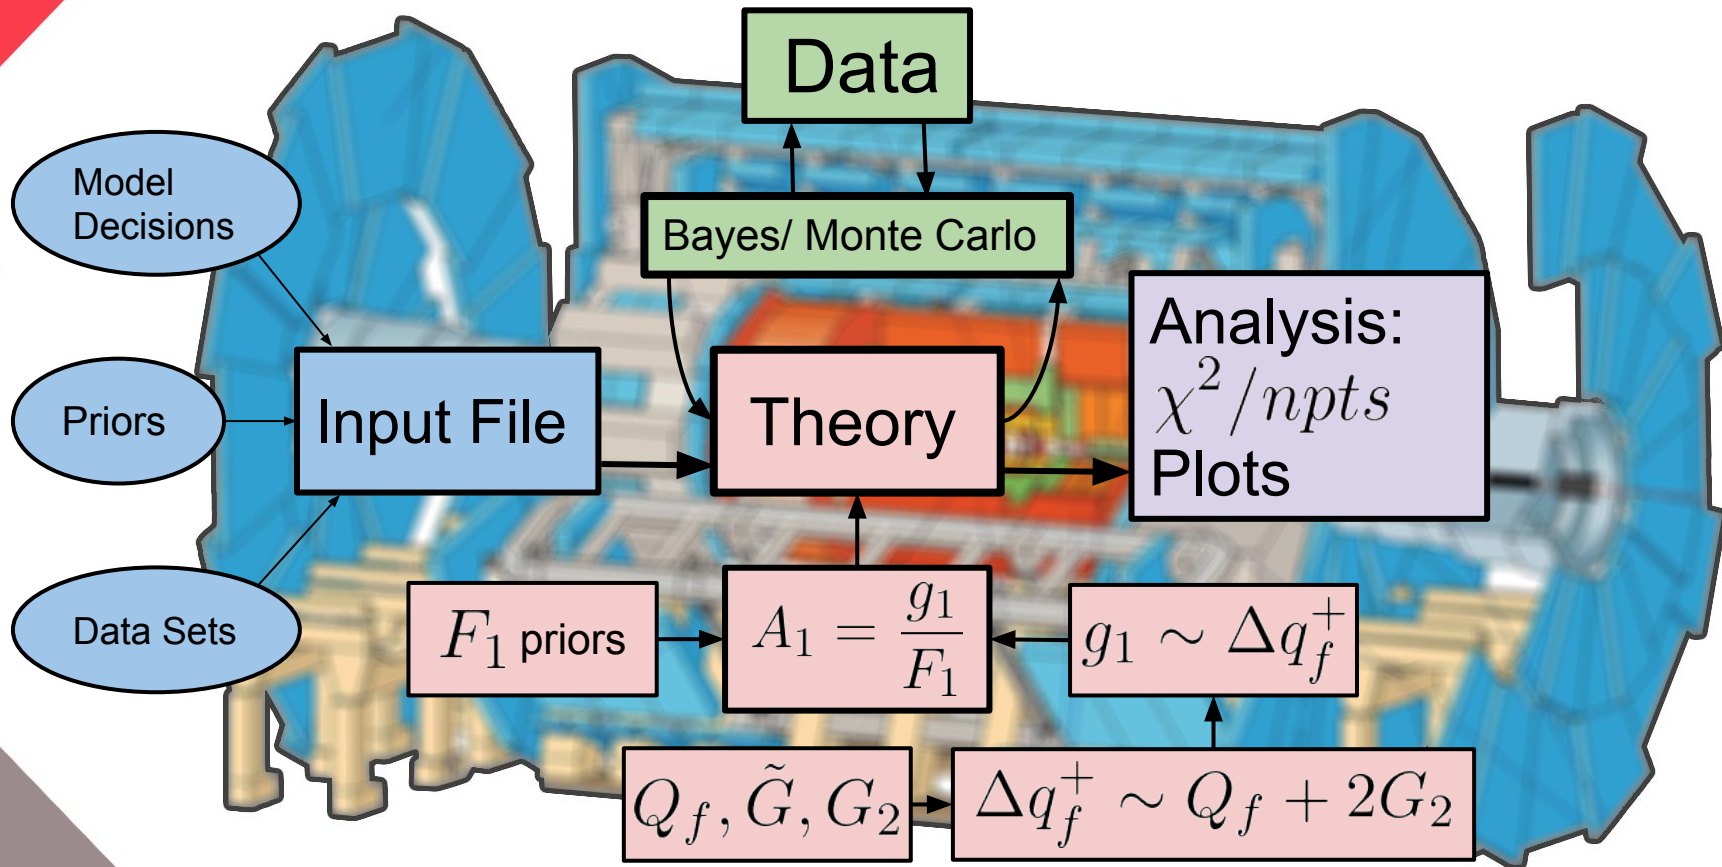 Data
Model
Decisions
Bayes/ Monte Carlo
Priors
Input File
Theory
Analysis:
χ²/npts
Plots
Data Sets
F₁ priors
A₁ = g₁/F₁
g₁ ∼ Δq_f⁺
Q_f, G̃, G₂
Δq_f⁺ ∼ Q_f + 2G₂